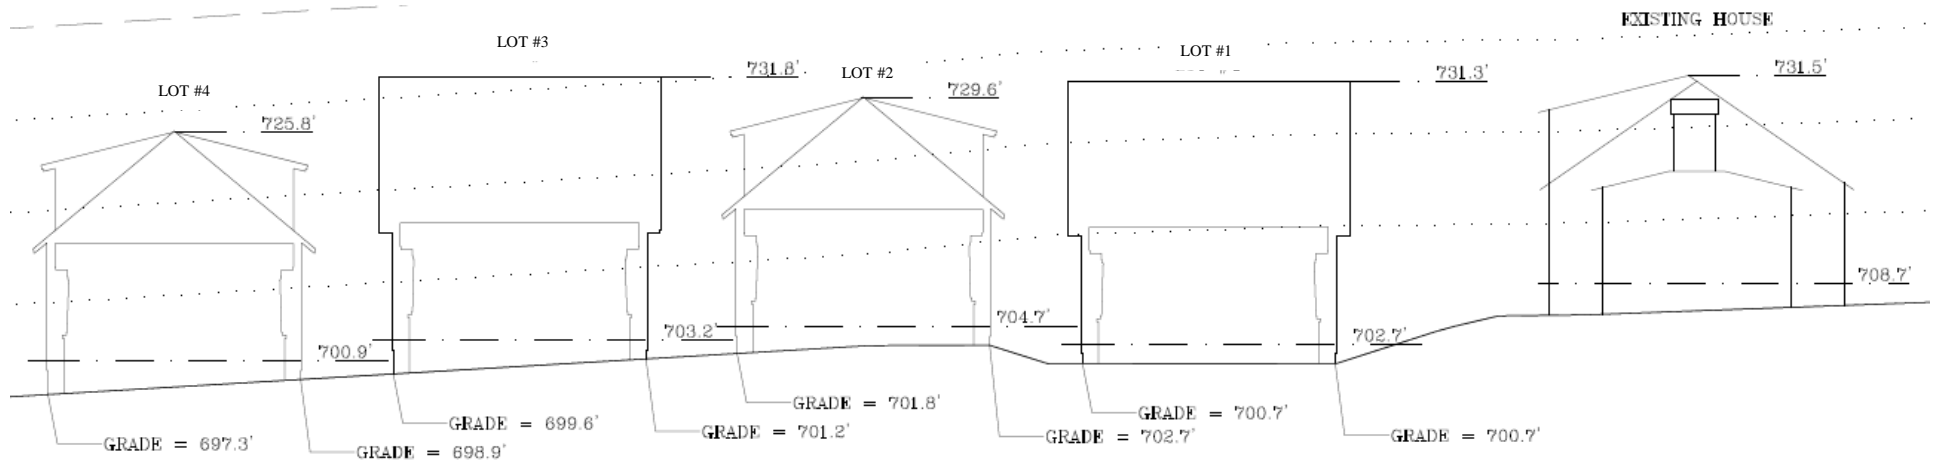 EXISTING HOUSE
LOT #3
LOT #1
731.8'
LOT #2
731.3'
731.5'
LOT #4
729.6'
725.8'
708.7'
704.7'
703.2'
702.7'
700.9'
GRADE = 701.8'
GRADE = 700.7'
GRADE = 699.6'
GRADE = 701.2'
GRADE = 702.7'
GRADE = 700.7'
GRADE = 697.3'
GRADE = 698.9'